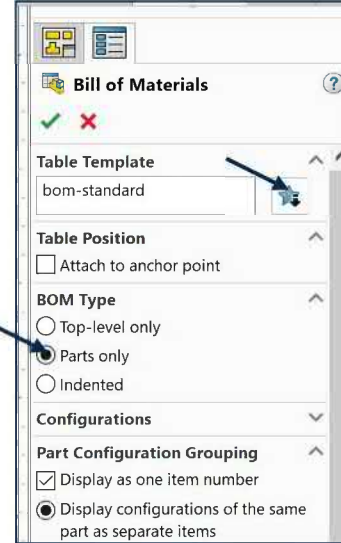 Bill of Materials
?
Table Template
bom-standard
Table Position
Attach to anchor point
BOM Type
Top-level only
Parts only
Indented
Configurations
Part Configuration Grouping
Display as one item number
Display configurations of the same
part as separate items